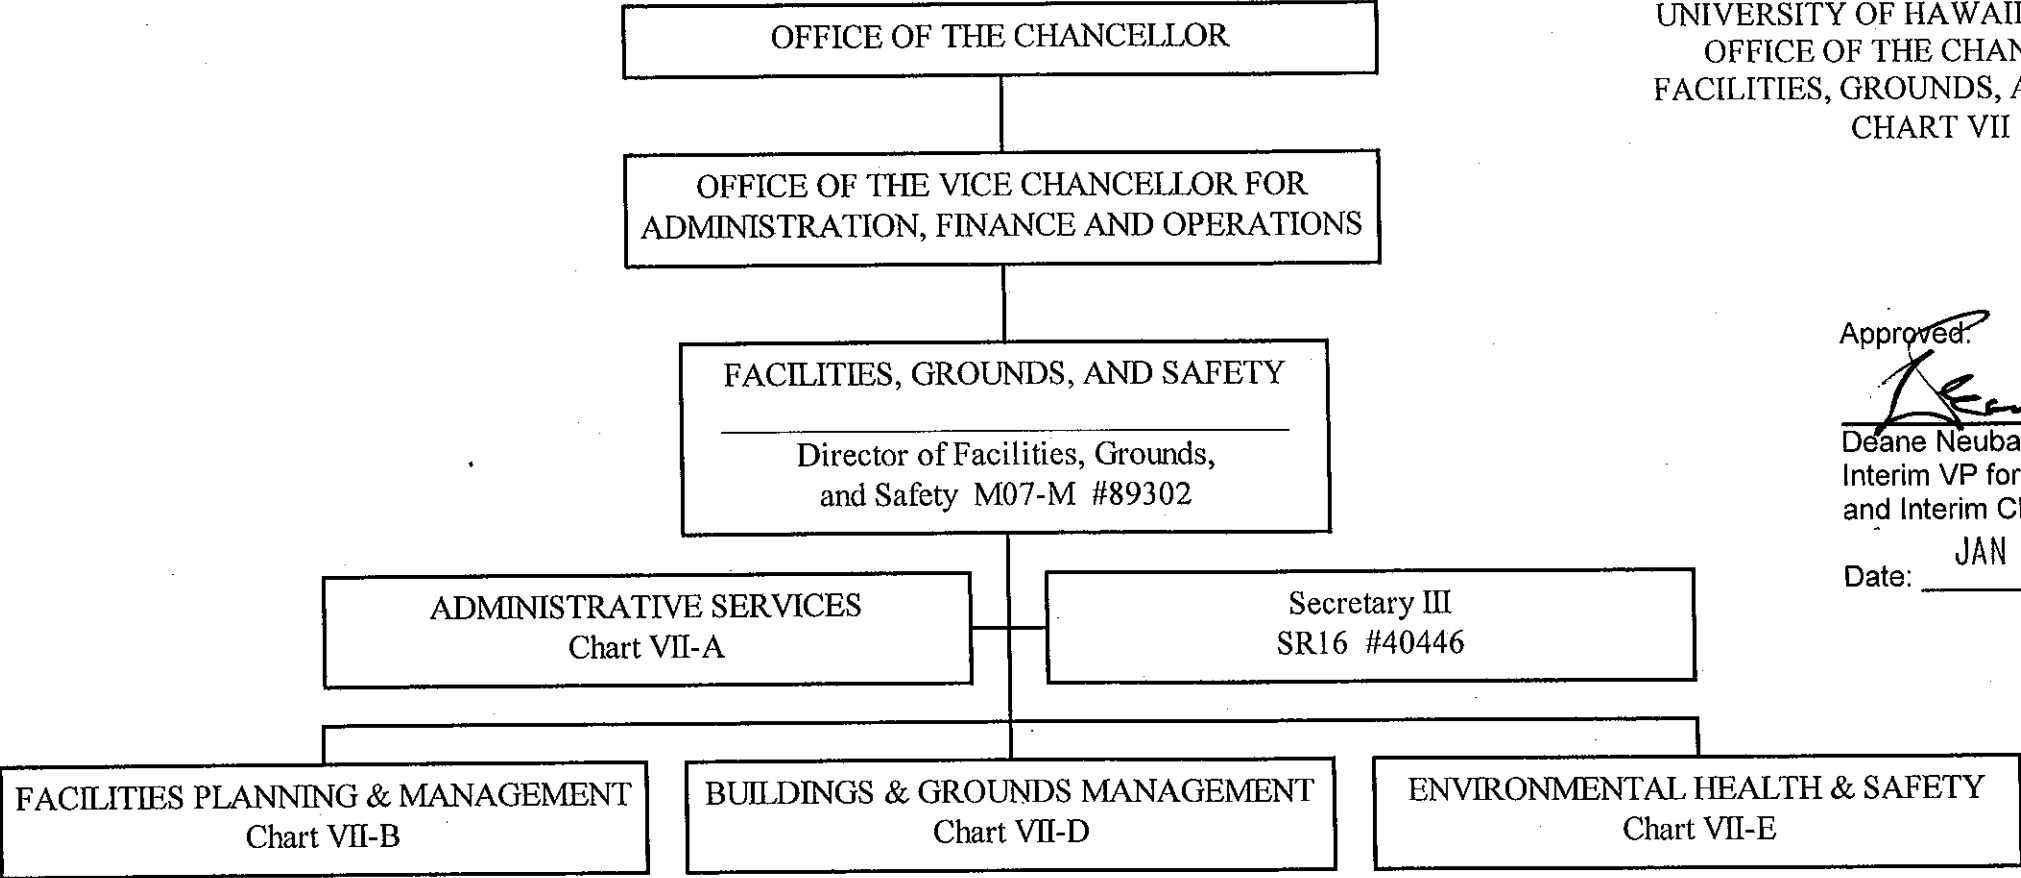 OFFICE OF THE CHANCELLOR
UNIVERSITY OF HAWAII
OFFICE OF THE
FACILITIES, GROUNDS,
CHART VII
OFFICE OF THE VICE CHANCELLOR FOR
ADMINISTRATION, FINANCE AND OPERATIONS
Approved:
FACILITIES, GROUNDS, AND SAFETY
Director of Facilities, Grounds,
and Safety M07-M #89302
Deane
Interim VP for
and Interim
JAN
Date:
ADMINISTRATIVE SERVICES
Chart VII-A
Secretary III
SR16 #40446
FACILITIES PLANNING & MANAGEMENT
Chart VII-B
BUILDINGS & GROUNDS MANAGEMENT
Chart VII-D
ENVIRONMENTAL HEALTH & SAFETY
Chart VII-E